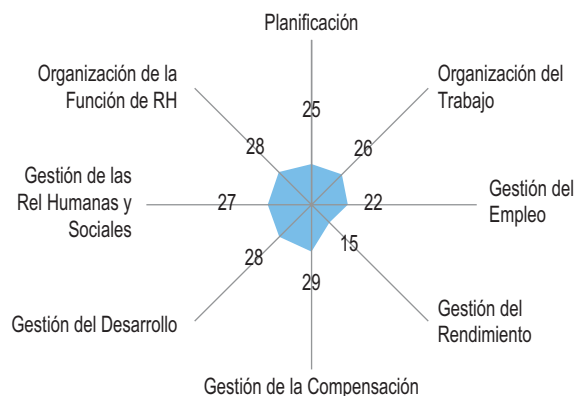 Planificación
Organización de la
Función de RH
Organización del
Trabajo
25
28
26
Gestión de las
Rel Humanas y
Sociales
27
22
Gestión del
Empleo
28
15
29
Gestión del Desarrollo
Gestión del
Rendimiento
Gestión de la Compensación